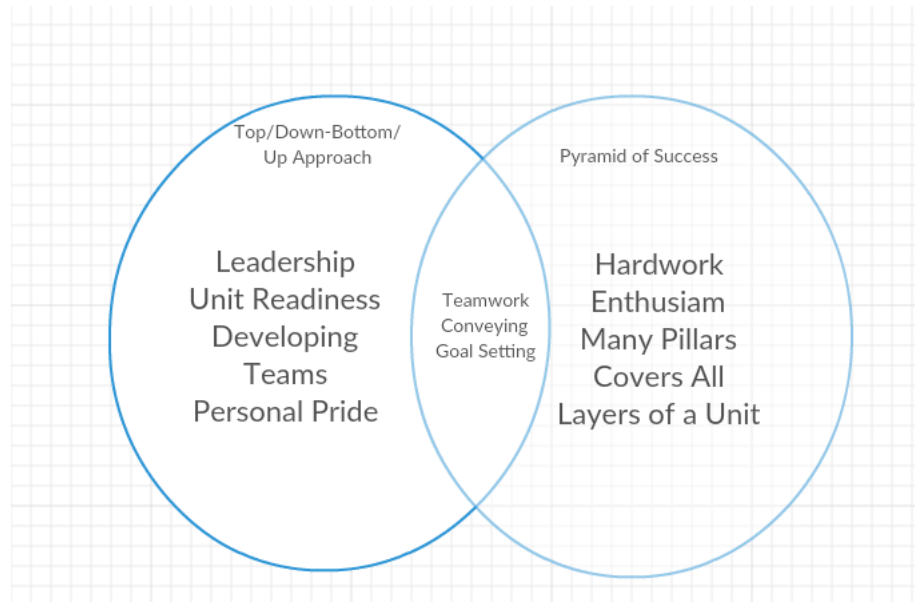 Top/Down-Bottom/
Up Approach
Pyramid of Success
Leadership
Unit Readiness
Developing
Teams
Personal Pride
Teamwork
Conveying
Goal Setting
Hardwork
Enthusiam
Many Pillars
Covers All
Layers of a Unit